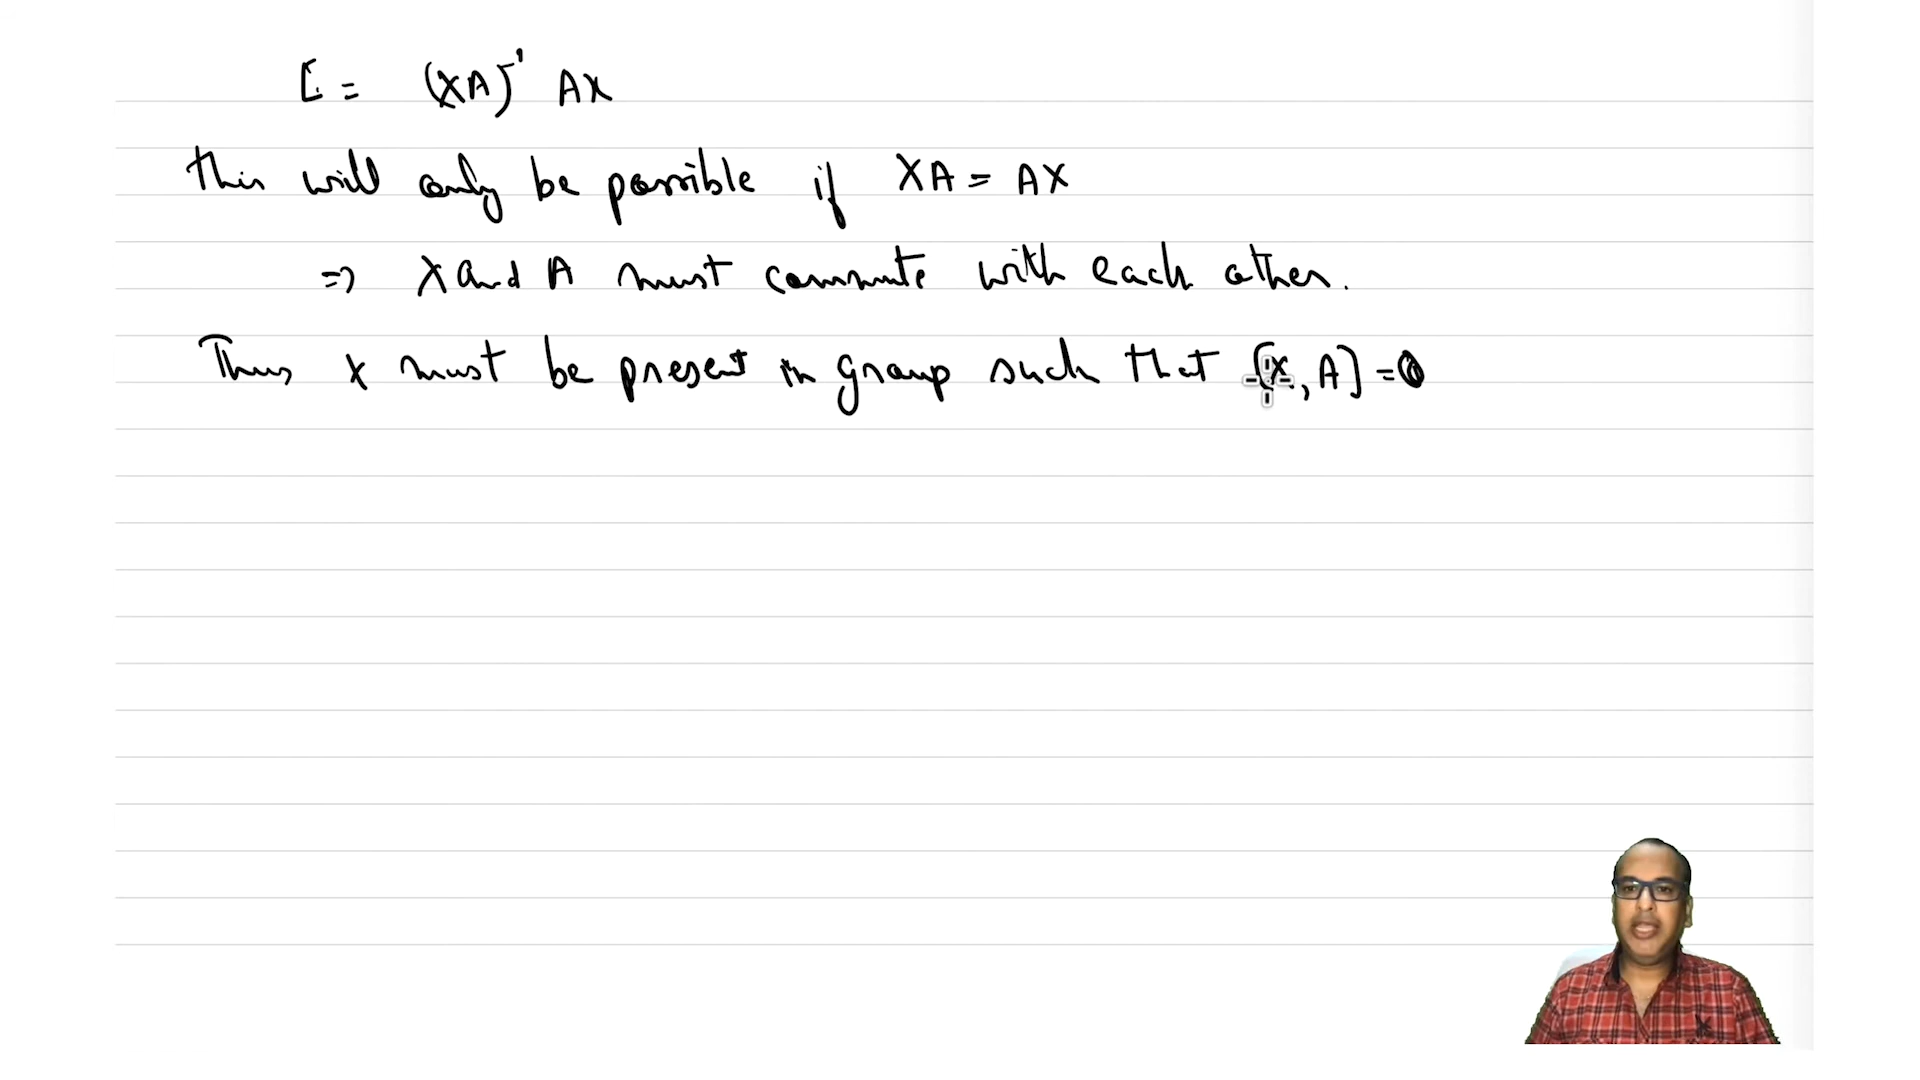 E = (XA)⁻¹ AX
This will only be possible if XA = AX
=> X and A must commute with each other.
Thus X must be present in group such that [X, A] = 0